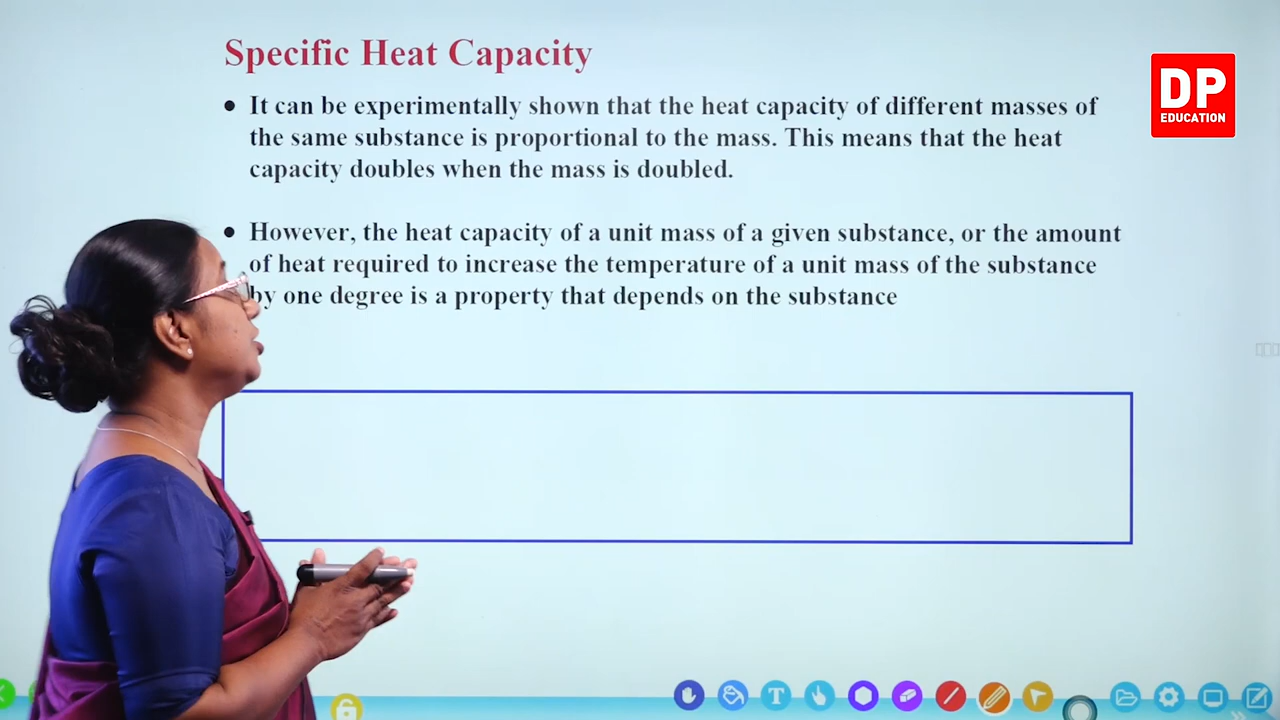 Specific Heat Capacity
• It can be experimentally shown that the heat capacity of different masses of
the same substance is proportional to the mass. This means that the heat
capacity doubles when the mass is doubled.
• However, the heat capacity of a unit mass of a given substance, or the amount
of heat required to increase the temperature of a unit mass of the substance
by one degree is a property that depends on the substance
DP
EDUCATION
T